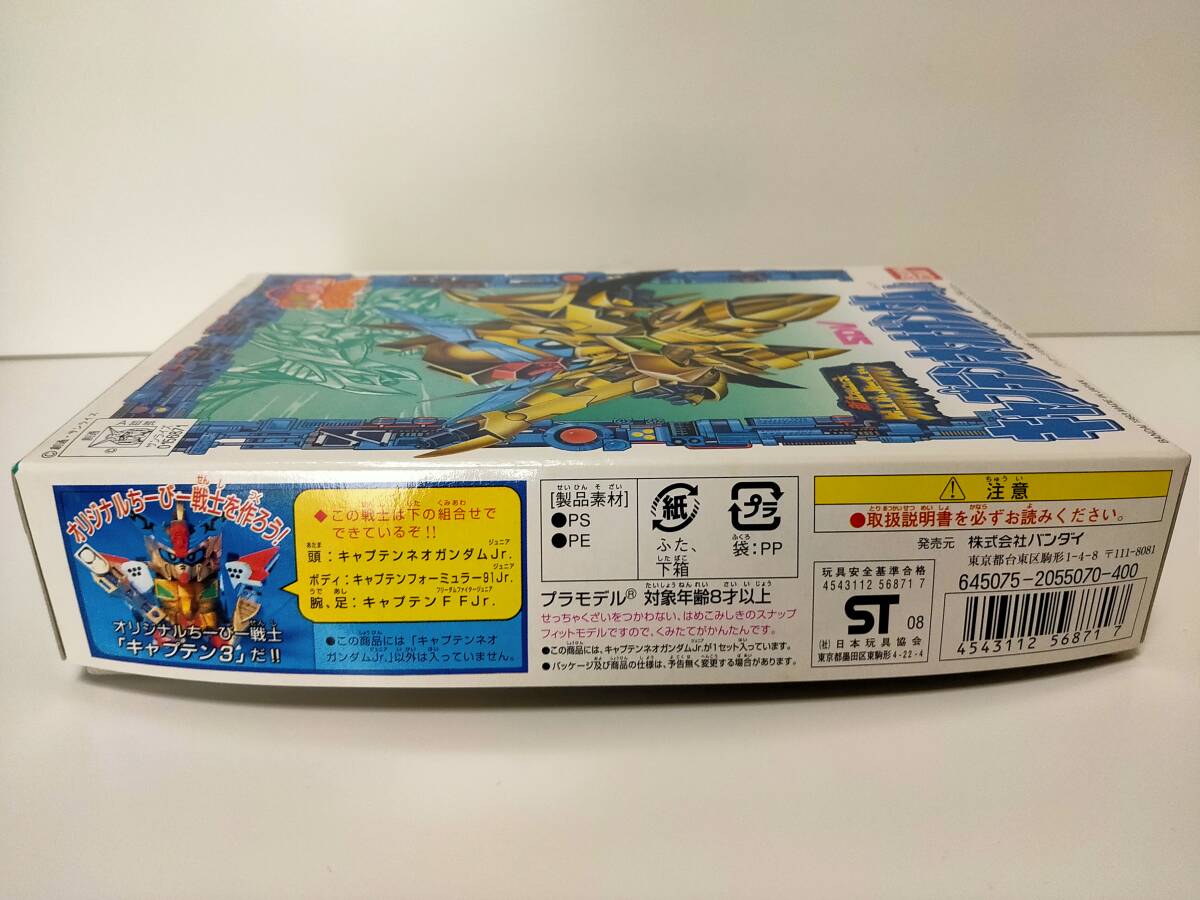 オリジナルちーびー戦士を作ろう!
◆この戦士は下の組合せで
できているぞ!!
頭:キャプテンネオガンダムJr.
ボディ:キャプテンフォーミュラー91Jr.
腕、足:キャプテンFFJr.
オリジナルちーびー戦士
「キャプテン3」だ!!
●この商品には「キャプテンネオ
ガンダムJr.」以外は入っていません。
[製品素材]
●PS
●PE
紙
ふた、
下箱
プラ
袋:PP
プラモデル® 対象年齢8才以上
せっちゃくざいをつかわない、はめこみしきのスナップ
フィットモデルですので、くみたてがかんたんです。
●この商品には、キャプテンネオガンダムJr.が1セット入っています。
●パッケージ及び商品の仕様は、予告無く変更する場合があります。
注意
●取扱説明書を必ずお読みください。
発売元 株式会社バンダイ
東京都台東区駒形1-4-8 〒111-8081
玩具安全基準合格
4543112 56871 7
ST 08
(社)日本玩具協会
東京都墨田区東駒形4-22-4
645075-2055070-400
4543112 568717